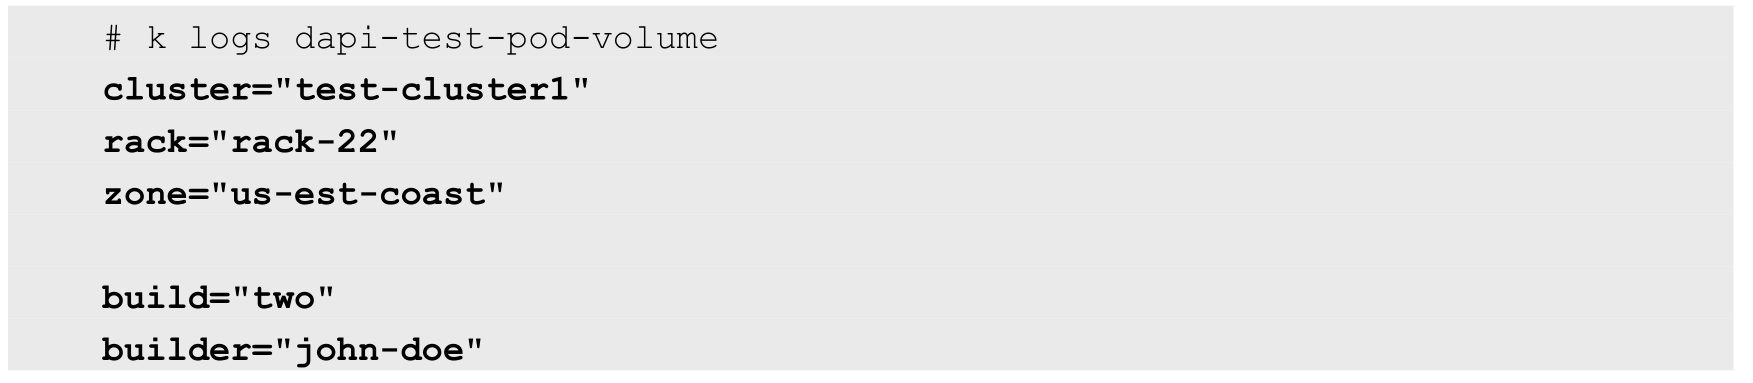 # k logs dapi-test-pod-volume
cluster="test-cluster1"
rack="rack-22"
zone="us-est-coast"
build="two"
builder="john-doe"